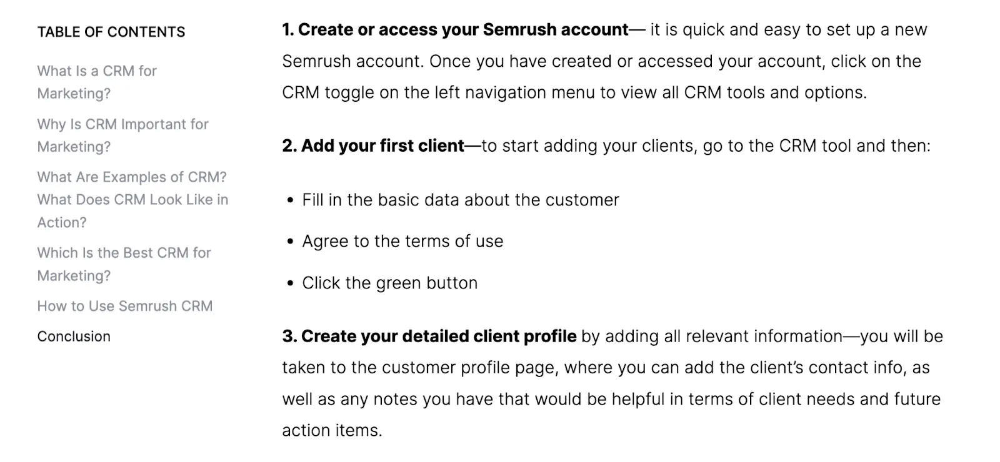 TABLE OF CONTENTS
What Is a CRM for
Marketing?
Why Is CRM Important for
Marketing?
What Are Examples of CRM?
What Does CRM Look Like in
Action?
Which Is the Best CRM for
Marketing?
How to Use Semrush CRM
Conclusion
1. Create or access your Semrush account— it is quick and easy to set up a new
Semrush account. Once you have created or accessed your account, click on the
CRM toggle on the left navigation menu to view all CRM tools and options.
2. Add your first client—to start adding your clients, go to the CRM tool and then:
• Fill in the basic data about the customer
• Agree to the terms of use
• Click the green button
3. Create your detailed client profile by adding all relevant information—you will be
taken to the customer profile page, where you can add the client’s contact info, as
well as any notes you have that would be helpful in terms of client needs and future
action items.